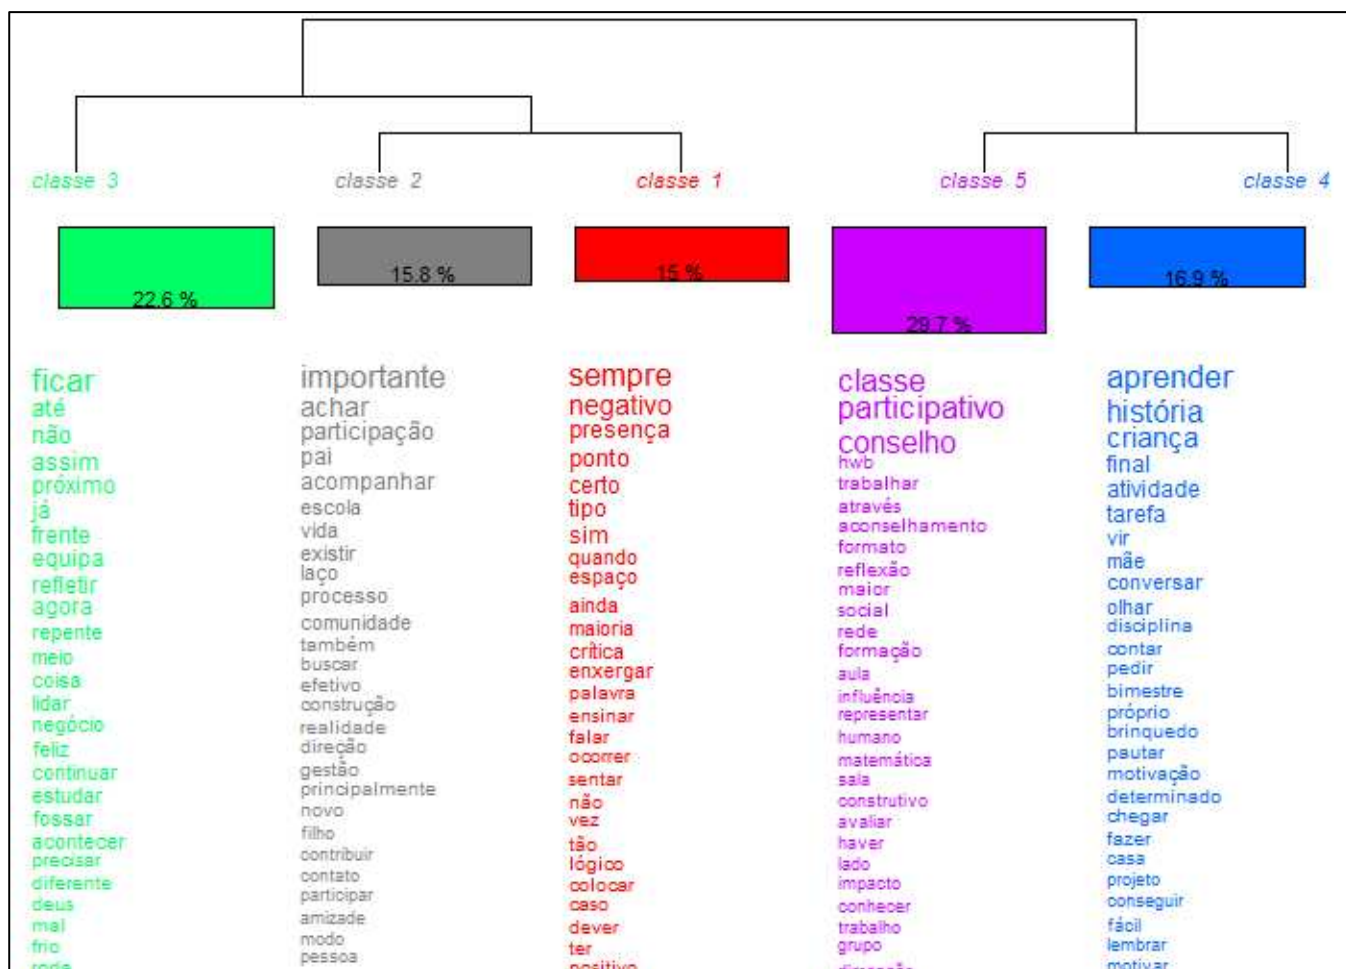 classe 3
classe 2
classe 1
classe 5
classe 4
22.6 %
15.8 %
15 %
29.7 %
16.9 %
ficar
até
não
assim
próximo
já
frente
equipa
refletir
agora
repente
meio
coisa
lidar
negócio
feliz
continuar
estudar
fossar
acontecer
precisar
diferente
deus
mal
frio
importante
achar
participação
pai
acompanhar
escola
vida
existir
laço
processo
comunidade
também
buscar
efetivo
construção
realidade
direção
gestão
principalmente
novo
filho
contribuir
contato
participar
amizade
modo
pessoa
sempre
negativo
presença
ponto
certo
tipo
sim
quando
espaço
ainda
maioria
crítica
enxergar
palavra
ensinar
falar
ocorrer
sentar
não
vez
tão
lógico
colocar
caso
dever
ter
positivo
classe
participativo
conselho
hwb
trabalhar
através
aconselhamento
formato
reflexão
maior
social
rede
formação
aula
influência
representar
humano
matemática
sala
construtivo
avaliar
haver
lado
impacto
conhecer
trabalho
grupo
aprender
história
criança
final
atividade
tarefa
vir
mãe
conversar
olhar
disciplina
contar
pedir
bimestre
próprio
brinquedo
pautar
motivação
determinado
chegar
fazer
casa
projeto
conseguir
fácil
lembrar
motivar